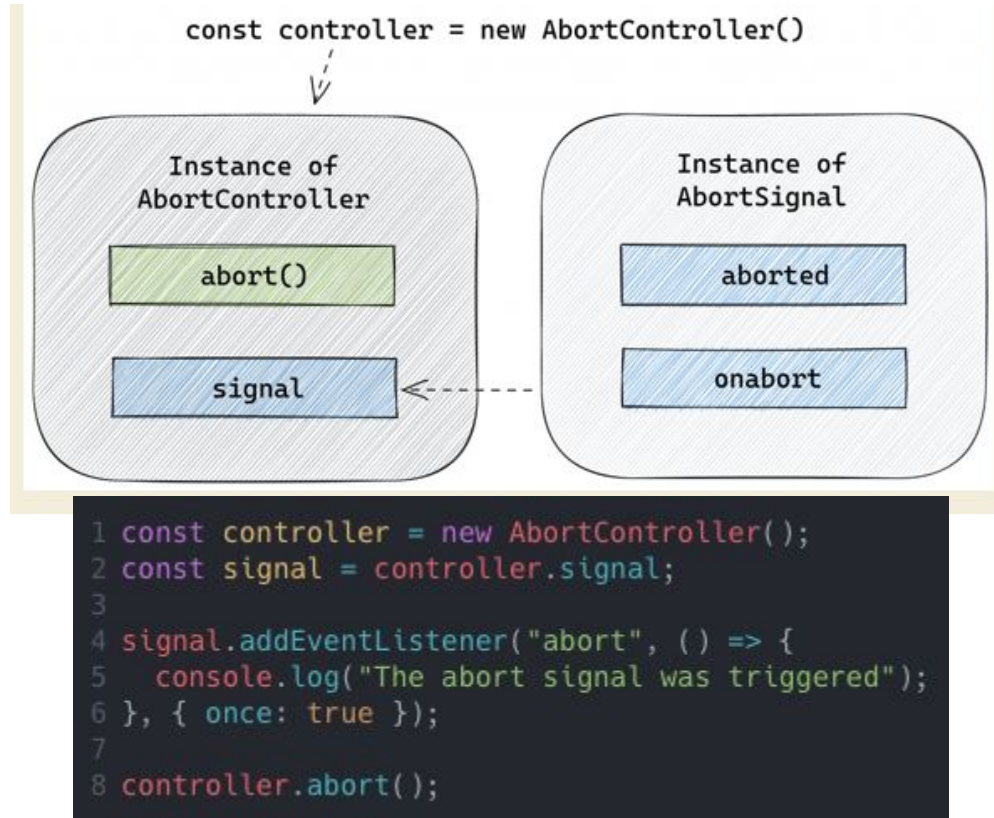 const controller = new AbortController()
Instance of
AbortController
abort()
signal
Instance of
AbortSignal
aborted
onabort
1 const controller = new AbortController();
2 const signal = controller.signal;
3
4 signal.addEventListener("abort", () => {
5   console.log("The abort signal was triggered");
6 }, { once: true });
7
8 controller.abort();